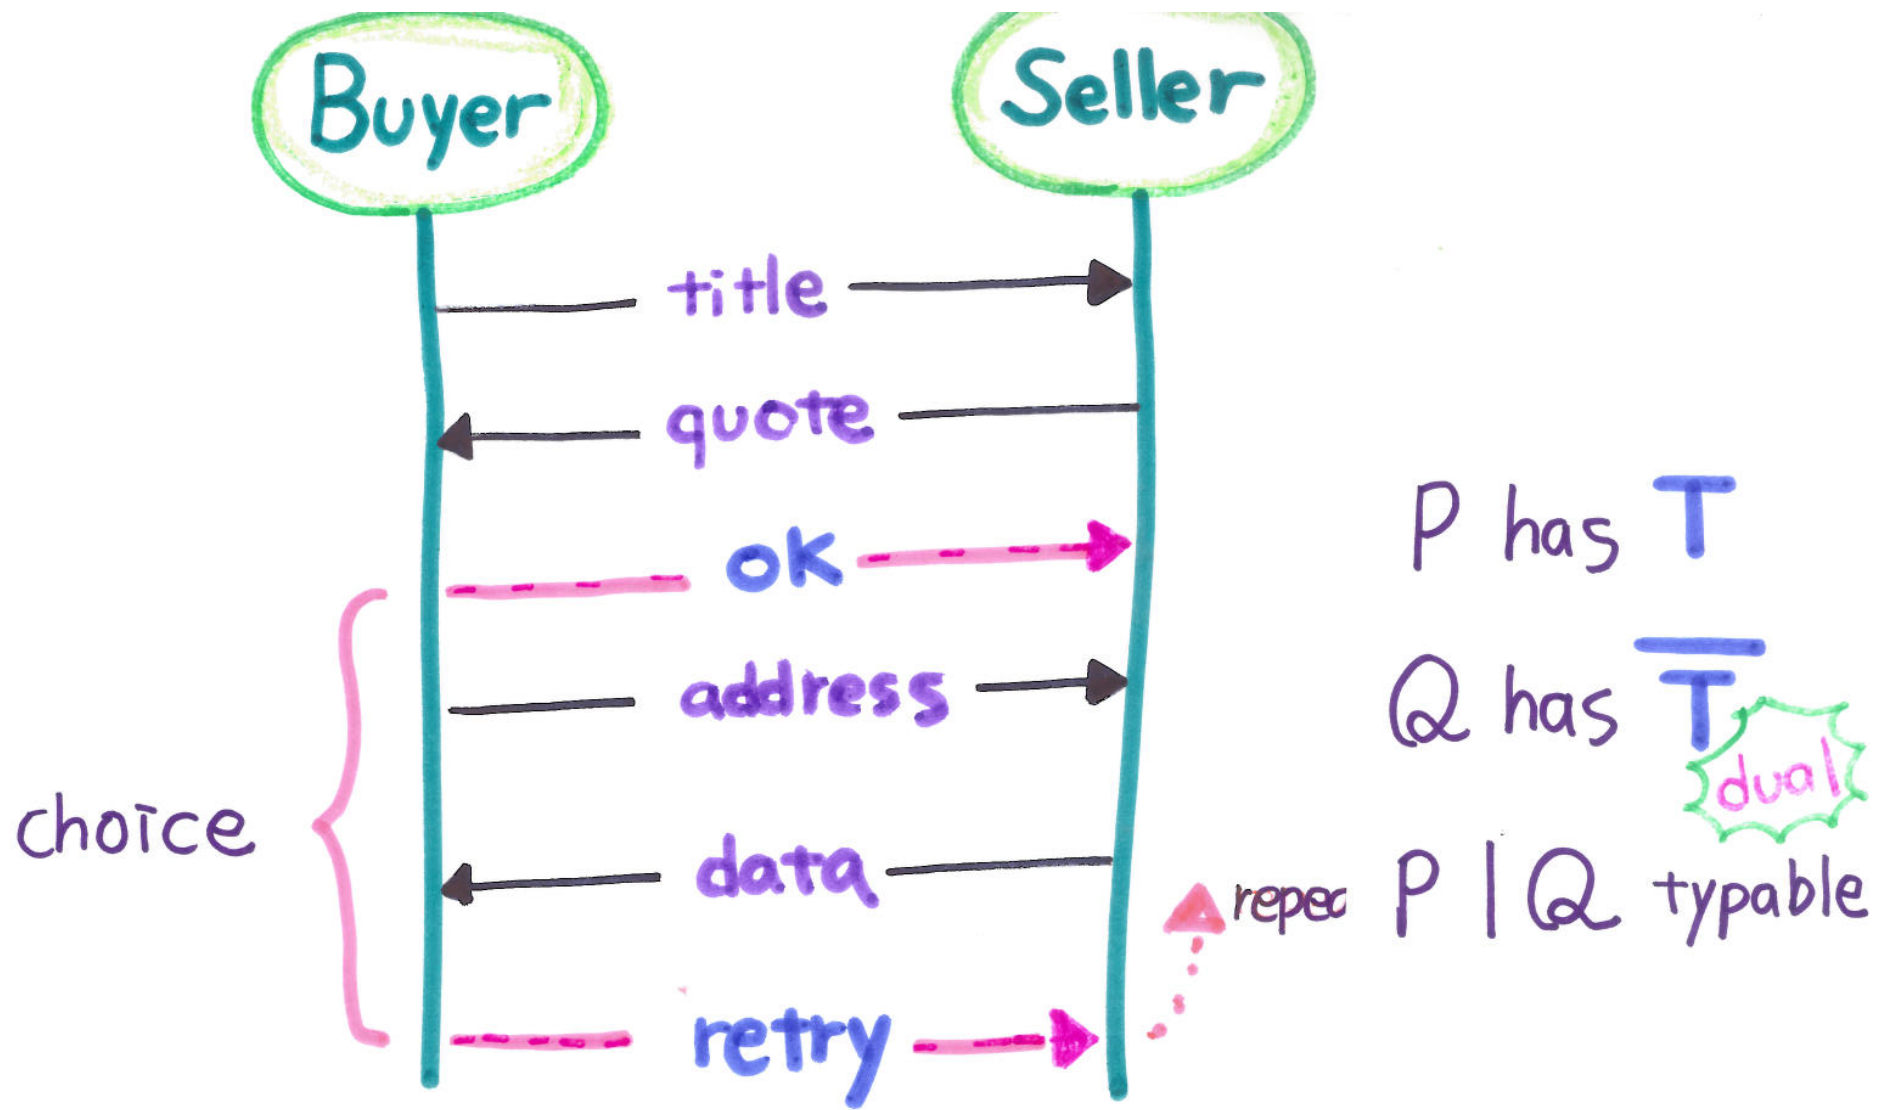 Buyer
Seller
title
quote
ok
address
data
retry
choice
repea
P has T
Q has T̅
dual
P | Q typable